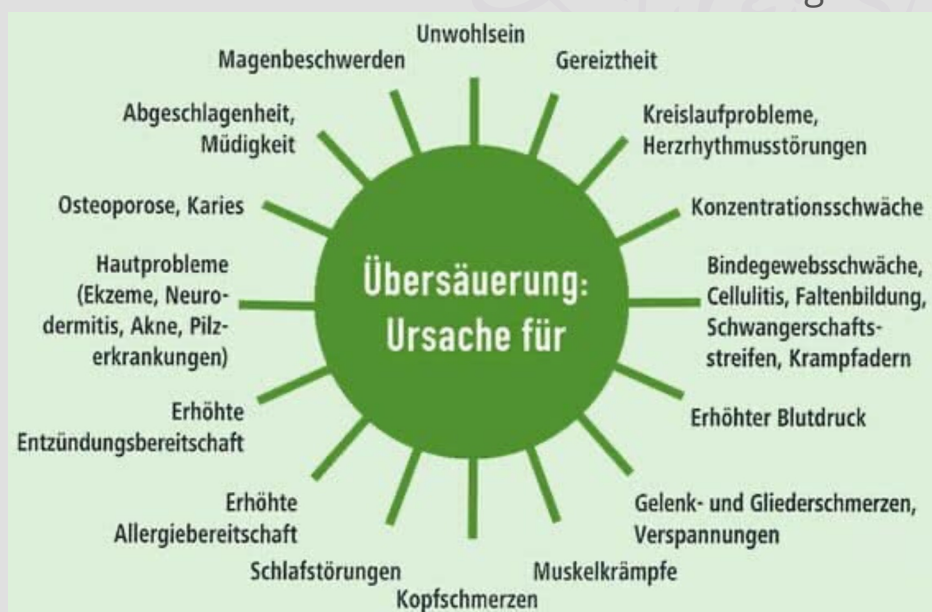 Übersäuerung:
Ursache für
Unwohlsein
Gereiztheit
Kreislaufprobleme,
Herzrhythmusstörungen
Konzentrationsschwäche
Bindegewebsschwäche,
Cellulitis, Faltenbildung,
Schwangerschafts-
streifen, Krampfadern
Erhöhter Blutdruck
Gelenk- und Gliederschmerzen,
Verspannungen
Muskelkrämpfe
Kopfschmerzen
Schlafstörungen
Erhöhte
Allergiebereitschaft
Erhöhte
Entzündungsbereitschaft
Hautprobleme
(Ekzeme, Neuro-
dermitis, Akne, Pilz-
erkrankungen)
Osteoporose, Karies
Abgeschlagenheit,
Müdigkeit
Magenbeschwerden